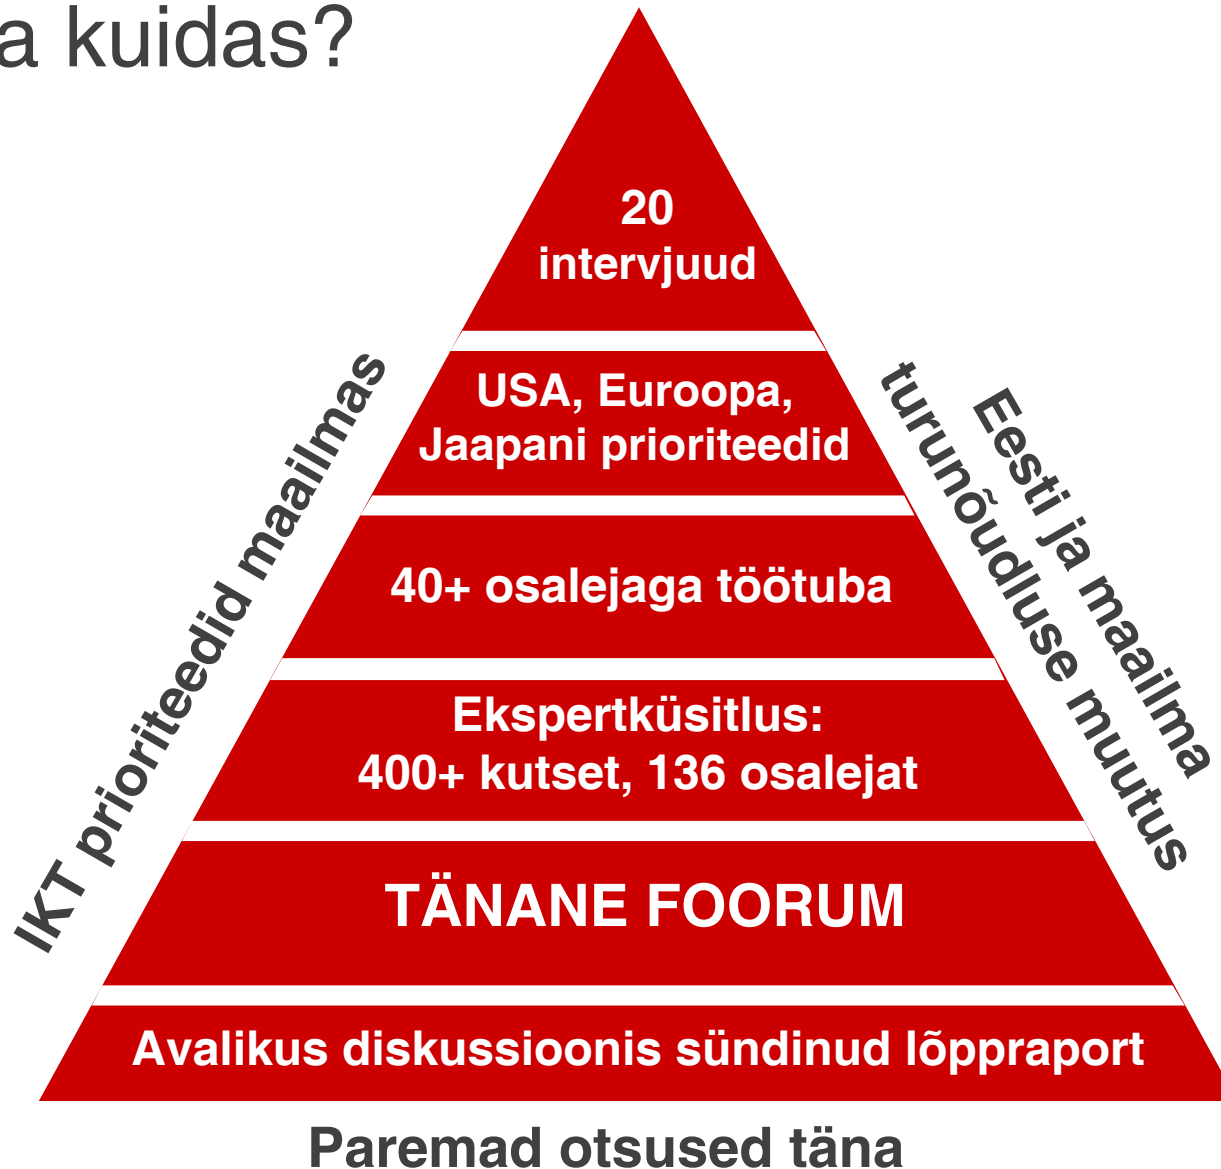 a kuidas?
20
intervjuud
USA, Euroopa,
Jaapani prioriteedid
40+ osalejaga töötuba
Ekspertküsitlus:
400+ kutset, 136 osalejat
TÄNANE FOORUM
Avalikus diskussioonis sündinud lõppraport
IKT prioriteedid maailmas
Eesti ja maailma
turunõudluse muutus
Paremad otsused täna